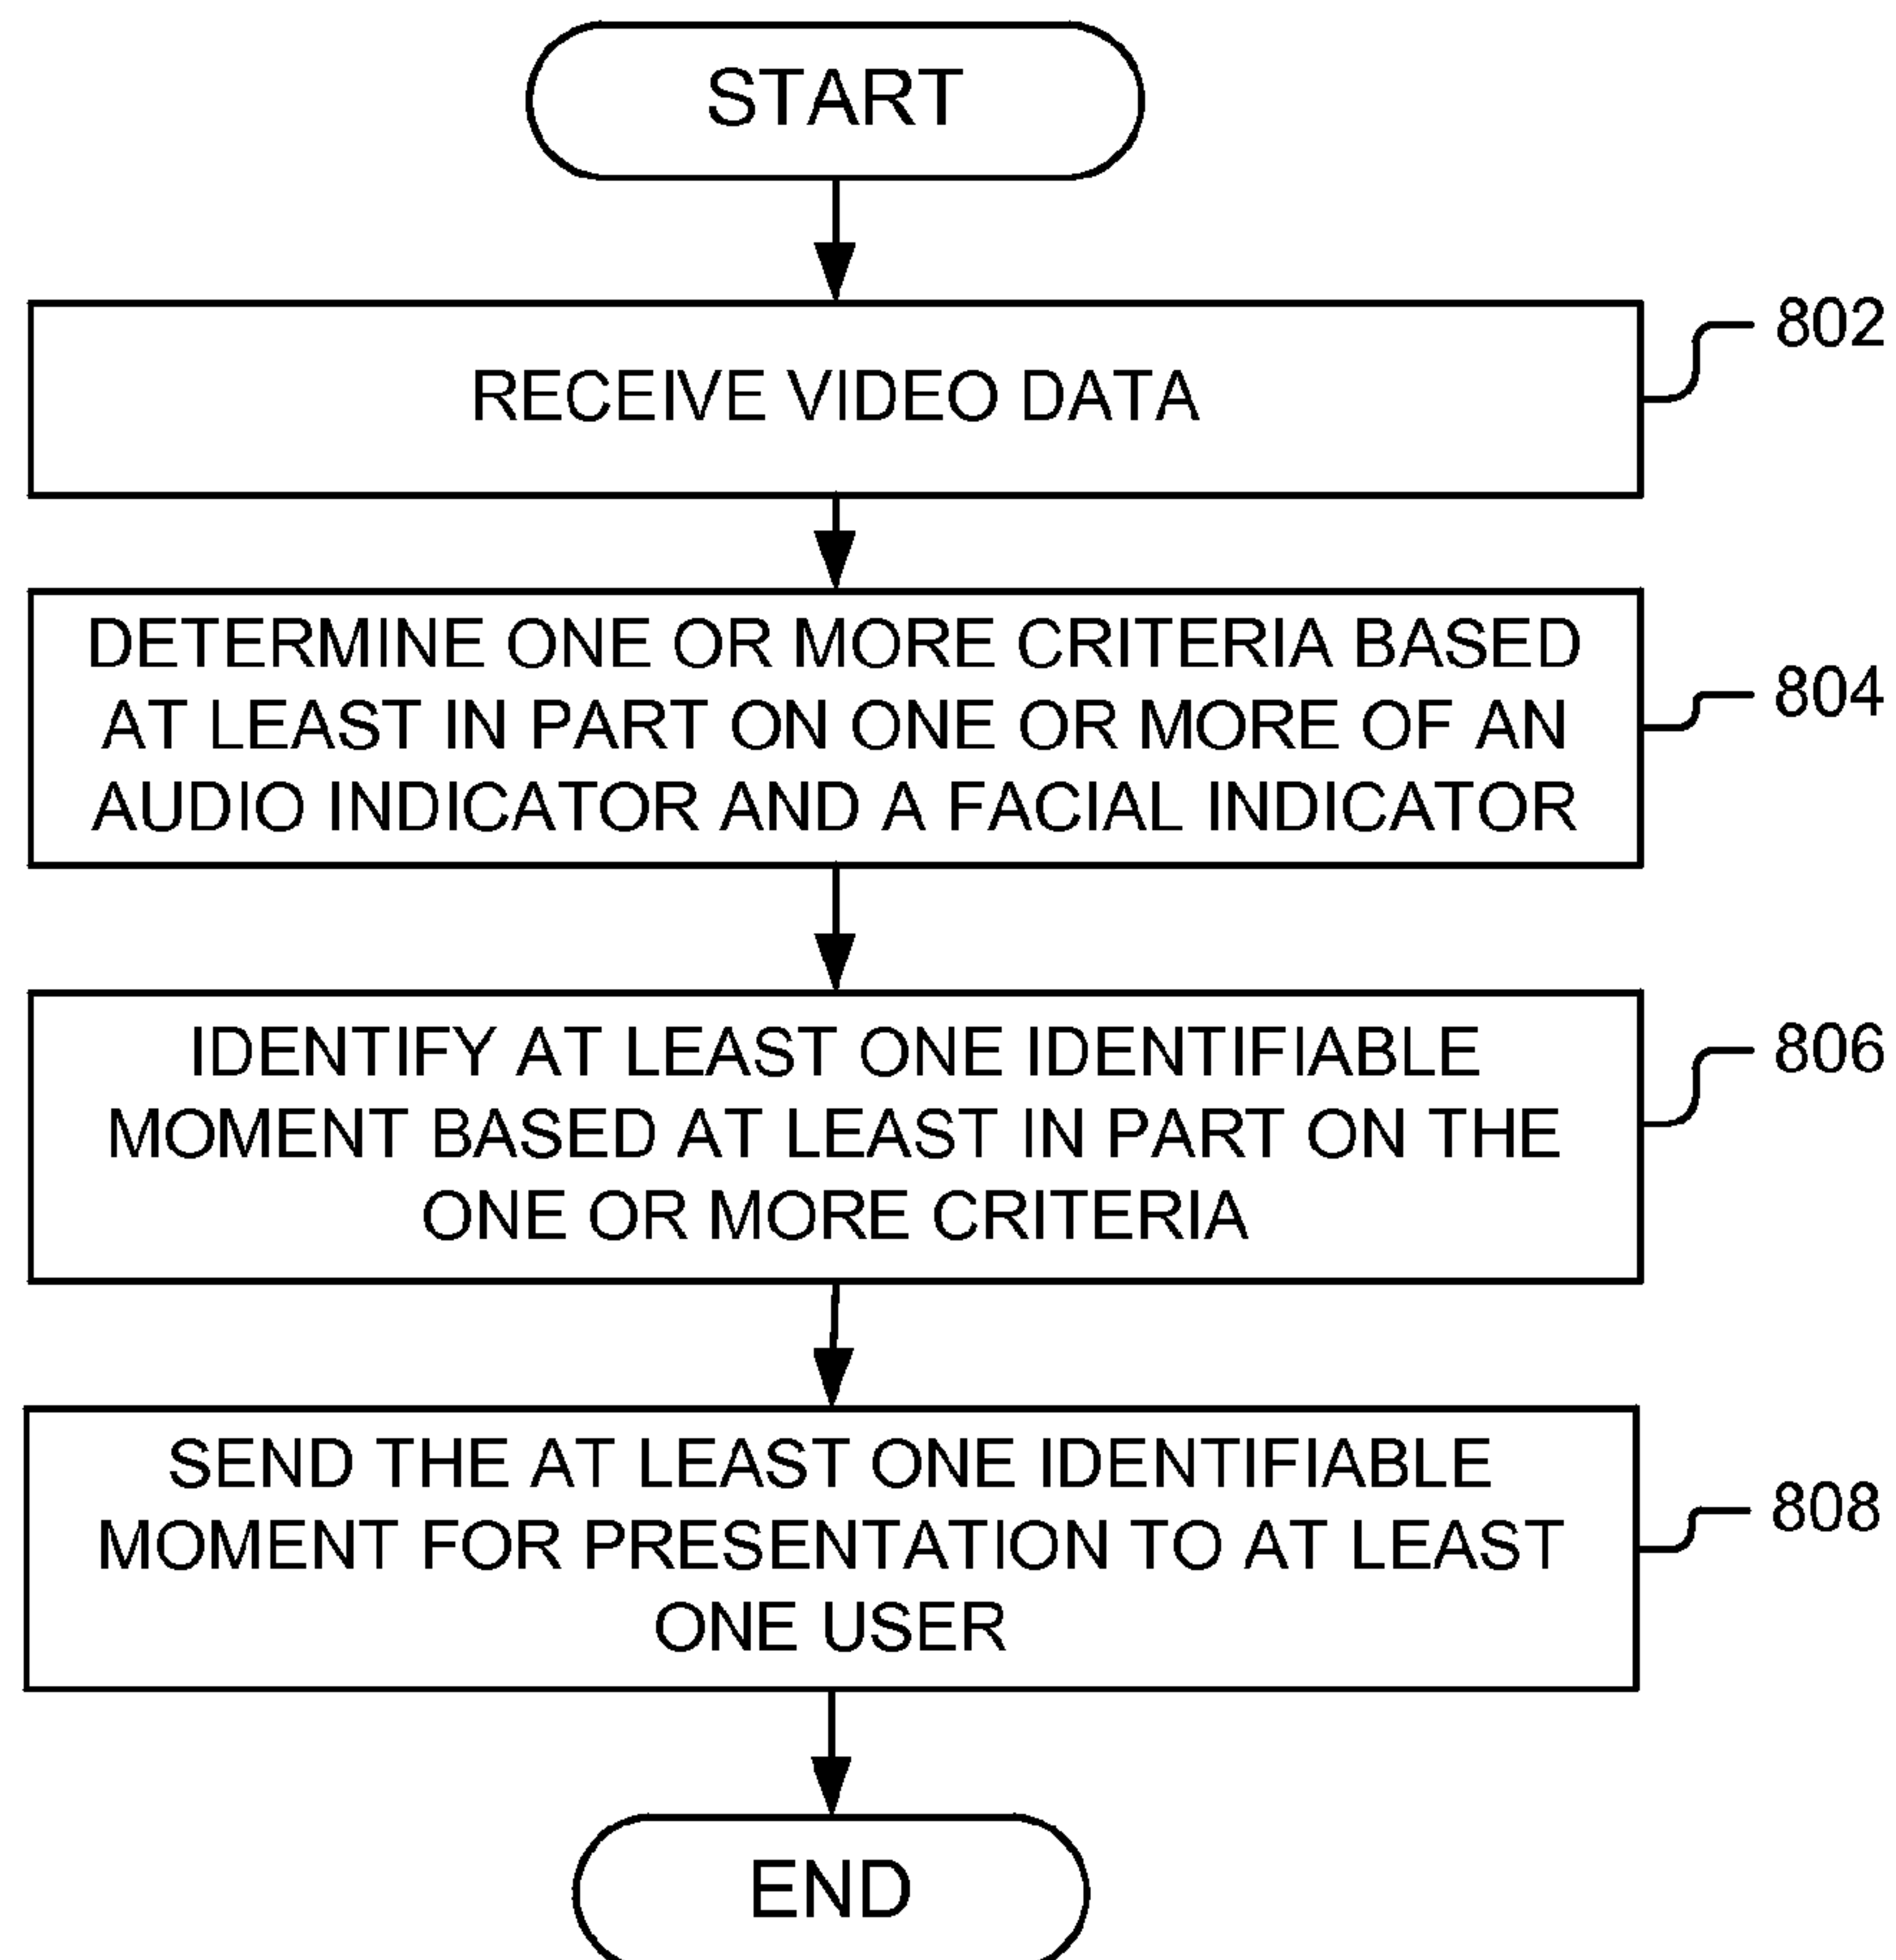 START
RECEIVE VIDEO DATA
802
DETERMINE ONE OR MORE CRITERIA BASED
AT LEAST IN PART ON ONE OR MORE OF AN
AUDIO INDICATOR AND A FACIAL INDICATOR
804
IDENTIFY AT LEAST ONE IDENTIFIABLE
MOMENT BASED AT LEAST IN PART ON THE
ONE OR MORE CRITERIA
806
SEND THE AT LEAST ONE IDENTIFIABLE
MOMENT FOR PRESENTATION TO AT LEAST
ONE USER
808
END